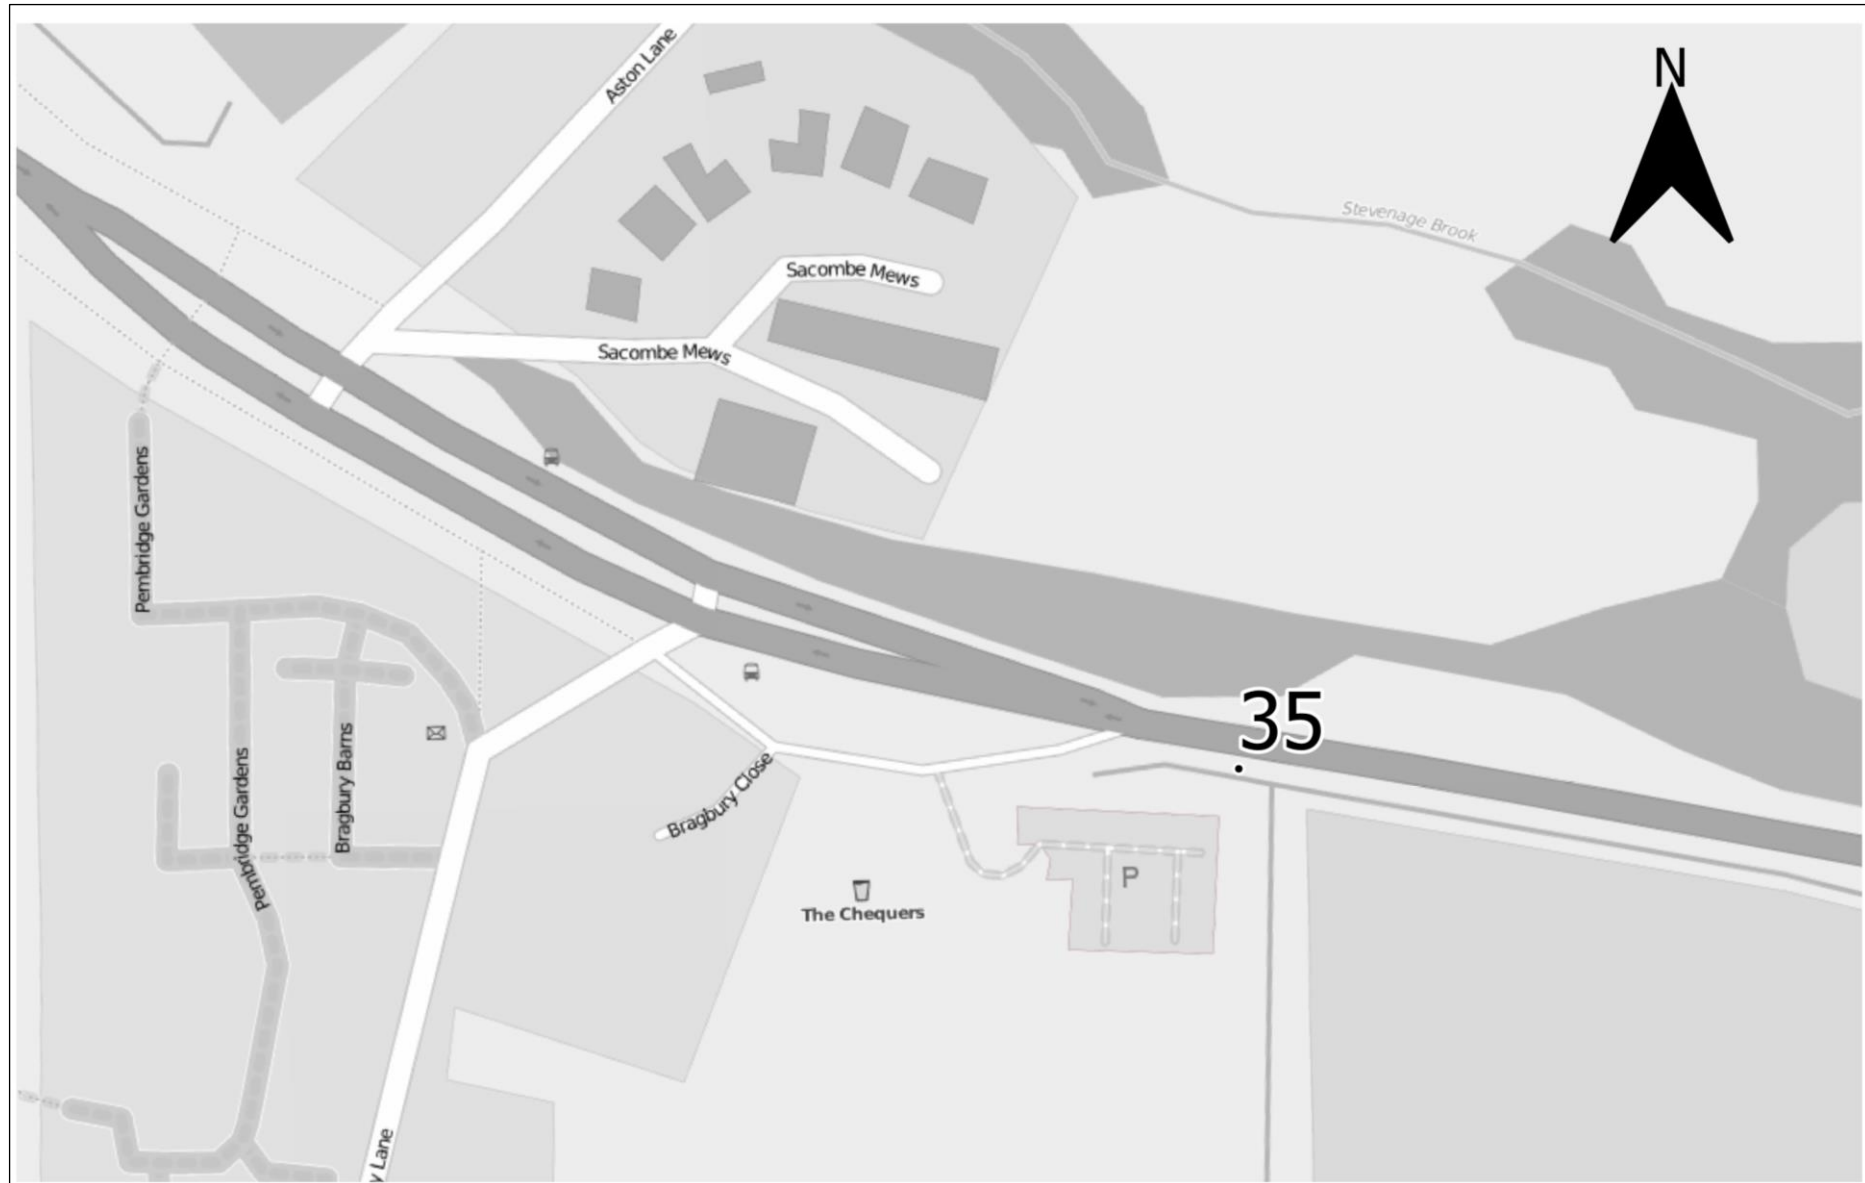 Aston Lane
N
Stevenage Brook
Sacombe Mews
Sacombe Mews
Pembridge Gardens
35
Bragbury Barns
Pembridge Gardens
Bragbury Close
P
The Chequers
y Lane